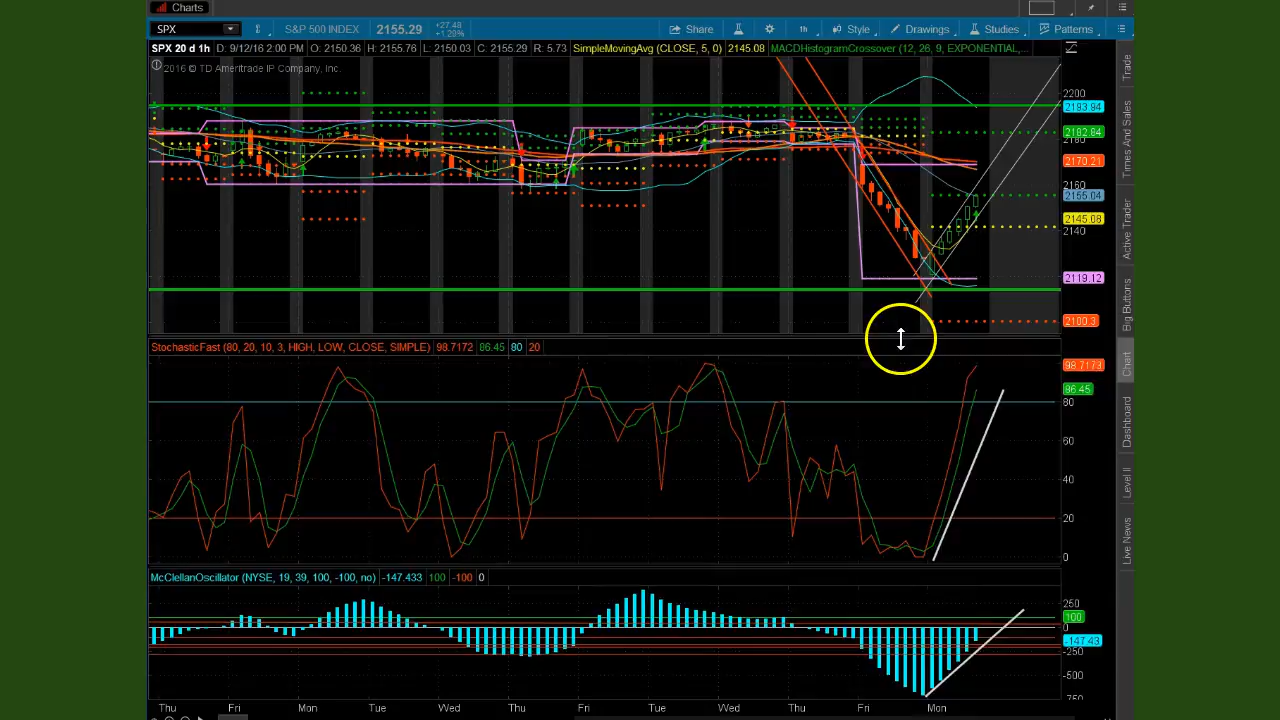 Charts
SPX
S&P 500 INDEX
2155.29
+27.48
+1.29%
Share
1h
Style
Drawings
Studies
Patterns
SPX 20 d 1h
D: 9/12/16 2:00 PM
O: 2150.36
H: 2155.76
L: 2150.03
C: 2155.29
R: 5.73
SimpleMovingAvg (CLOSE, 5, 0)
2145.08
MACDHistogramCrossover (12, 26, 9, EXPONENTIAL,...
2016 © TD Ameritrade IP Company, Inc.
2200
2193.94
2182.94
2180
2170.21
2160
2155.04
2145.08
2140
2119.12
2100.3
StochasticFast (80, 20, 10, 3, HIGH, LOW, CLOSE, SIMPLE)
98.7172
86.45
80
20
98.7173
86.45
80
60
40
20
0
McClellanOscillator (NYSE, 19, 39, 100, -100, no)
-147.433
100
-100
0
250
100
0
-147.43
-250
-500
-750
Thu
Fri
Mon
Tue
Wed
Thu
Fri
Tue
Wed
Thu
Fri
Mon
Trade
Times And Sales
Active Trader
Big Buttons
Chart
Dashboard
Level II
Live News